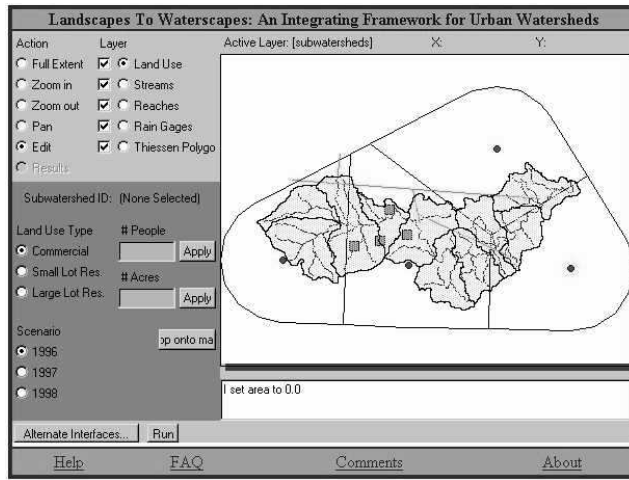 Landscapes To Waterscapes: An Integrating Framework for Urban Watersheds
Action
Layer
Active Layer: [subwatersheds]
X:
Y:
Full Extent
Land Use
Zoom in
Streams
Zoom out
Reaches
Pan
Rain Gages
Edit
Thiessen Polygo
Results
Subwatershed ID: (None Selected)
Land Use Type
# People
Commercial
Apply
Small Lot Res.
# Acres
Large Lot Res.
Apply
Scenario
1996
op onto ma
1997
1998
I set area to 0.0
Alternate Interfaces...
Run
Help
FAQ
Comments
About